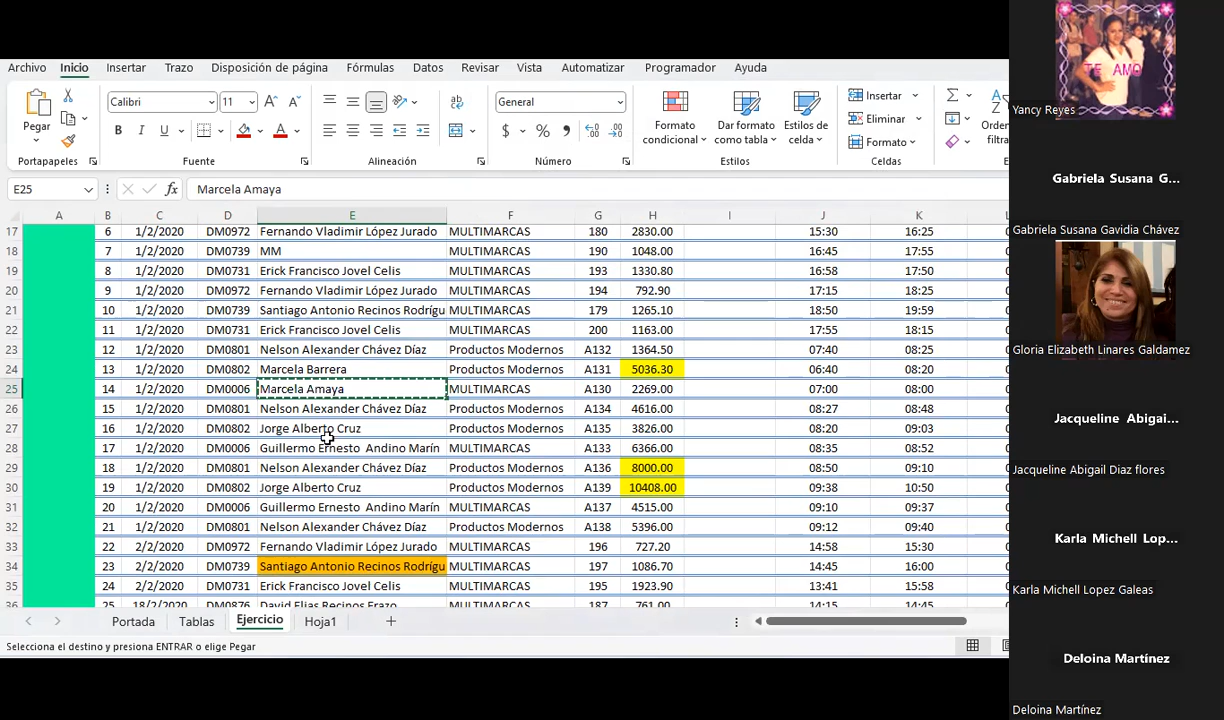 Archivo Inicio Insertar Trazo Disposición de página Fórmulas Datos Revisar Vista Automatizar Programador Ayuda
Pegar
Calibri 11
General
Formato condicional
Dar formato como tabla
Estilos de celda
Insertar
Eliminar
Formato
Portapapeles Fuente Alineación Número Estilos Celdas
E25 fx Marcela Amaya
A B C D E F G H I J K
17 6 1/2/2020 DM0972 Fernando Vladimir López Jurado MULTIMARCAS 180 2830.00 15:30 16:25
18 7 1/2/2020 DM0739 MM MULTIMARCAS 190 1048.00 16:45 17:55
19 8 1/2/2020 DM0731 Erick Francisco Jovel Celis MULTIMARCAS 193 1330.80 16:58 17:50
20 9 1/2/2020 DM0972 Fernando Vladimir López Jurado MULTIMARCAS 194 792.90 17:15 18:25
21 10 1/2/2020 DM0739 Santiago Antonio Recinos Rodrígu MULTIMARCAS 179 1265.10 18:50 19:59
22 11 1/2/2020 DM0731 Erick Francisco Jovel Celis MULTIMARCAS 200 1163.00 17:55 18:15
23 12 1/2/2020 DM0801 Nelson Alexander Chávez Díaz Productos Modernos A132 1364.50 07:40 08:25
24 13 1/2/2020 DM0802 Marcela Barrera Productos Modernos A131 5036.30 06:40 08:20
25 14 1/2/2020 DM0006 Marcela Amaya MULTIMARCAS A130 2269.00 07:00 08:00
26 15 1/2/2020 DM0801 Nelson Alexander Chávez Díaz Productos Modernos A134 4616.00 08:27 08:48
27 16 1/2/2020 DM0802 Jorge Alberto Cruz Productos Modernos A135 3826.00 08:20 09:03
28 17 1/2/2020 DM0006 Guillermo Ernesto Andino Marín MULTIMARCAS A133 6366.00 08:35 08:52
29 18 1/2/2020 DM0801 Nelson Alexander Chávez Díaz Productos Modernos A136 8000.00 08:50 09:10
30 19 1/2/2020 DM0802 Jorge Alberto Cruz Productos Modernos A139 10408.00 09:38 10:50
31 20 1/2/2020 DM0006 Guillermo Ernesto Andino Marín MULTIMARCAS A137 4515.00 09:10 09:37
32 21 1/2/2020 DM0801 Nelson Alexander Chávez Díaz Productos Modernos A138 5396.00 09:12 09:40
33 22 2/2/2020 DM0972 Fernando Vladimir López Jurado MULTIMARCAS 196 727.20 14:58 15:30
34 23 2/2/2020 DM0739 Santiago Antonio Recinos Rodrígu MULTIMARCAS 197 1086.70 14:45 16:00
35 24 2/2/2020 DM0731 Erick Francisco Jovel Celis MULTIMARCAS 195 1923.90 13:41 15:58
36 25 18/2/2020 DM0876 David Elias Recinos Erazo MULTIMARCAS 187 761.00 14:15 14:45
Portada Tablas Ejercicio Hoja1
Selecciona el destino y presiona ENTRAR o elige Pegar
TE AMO
Yancy Reyes
Gabriela Susana G...
Gabriela Susana Gavidia Chávez
Gloria Elizabeth Linares Galdamez
Jacqueline Abigai...
Jacqueline Abigail Diaz flores
Karla Michell Lop...
Karla Michell Lopez Galeas
Deloina Martínez
Deloina Martínez